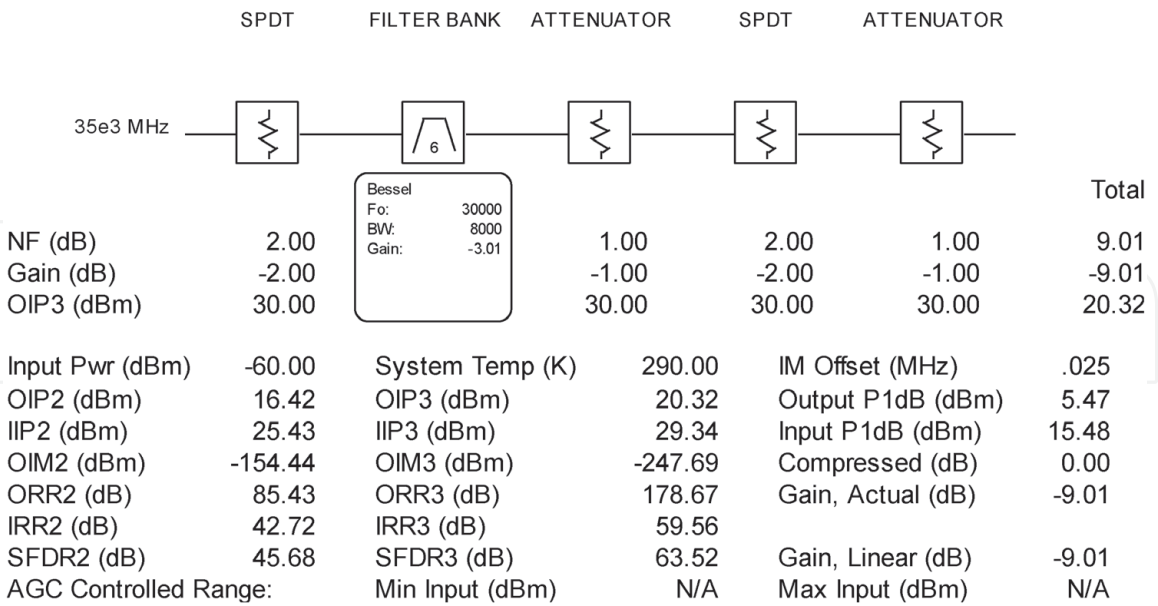 SPDT FILTER BANK ATTENUATOR SPDT ATTENUATOR
35e3 MHz
6
Bessel
Fo: 30000
BW: 8000
Gain: -3.01
Total
NF (dB) 2.00 1.00 2.00 1.00 9.01
Gain (dB) -2.00 -1.00 -2.00 -1.00 -9.01
OIP3 (dBm) 30.00 30.00 30.00 30.00 20.32
Input Pwr (dBm) -60.00 System Temp (K) 290.00 IM Offset (MHz) .025
OIP2 (dBm) 16.42 OIP3 (dBm) 20.32 Output P1dB (dBm) 5.47
IIP2 (dBm) 25.43 IIP3 (dBm) 29.34 Input P1dB (dBm) 15.48
OIM2 (dBm) -154.44 OIM3 (dBm) -247.69 Compressed (dB) 0.00
ORR2 (dB) 85.43 ORR3 (dB) 178.67 Gain, Actual (dB) -9.01
IRR2 (dB) 42.72 IRR3 (dB) 59.56
SFDR2 (dB) 45.68 SFDR3 (dB) 63.52 Gain, Linear (dB) -9.01
AGC Controlled Range: Min Input (dBm) N/A Max Input (dBm) N/A